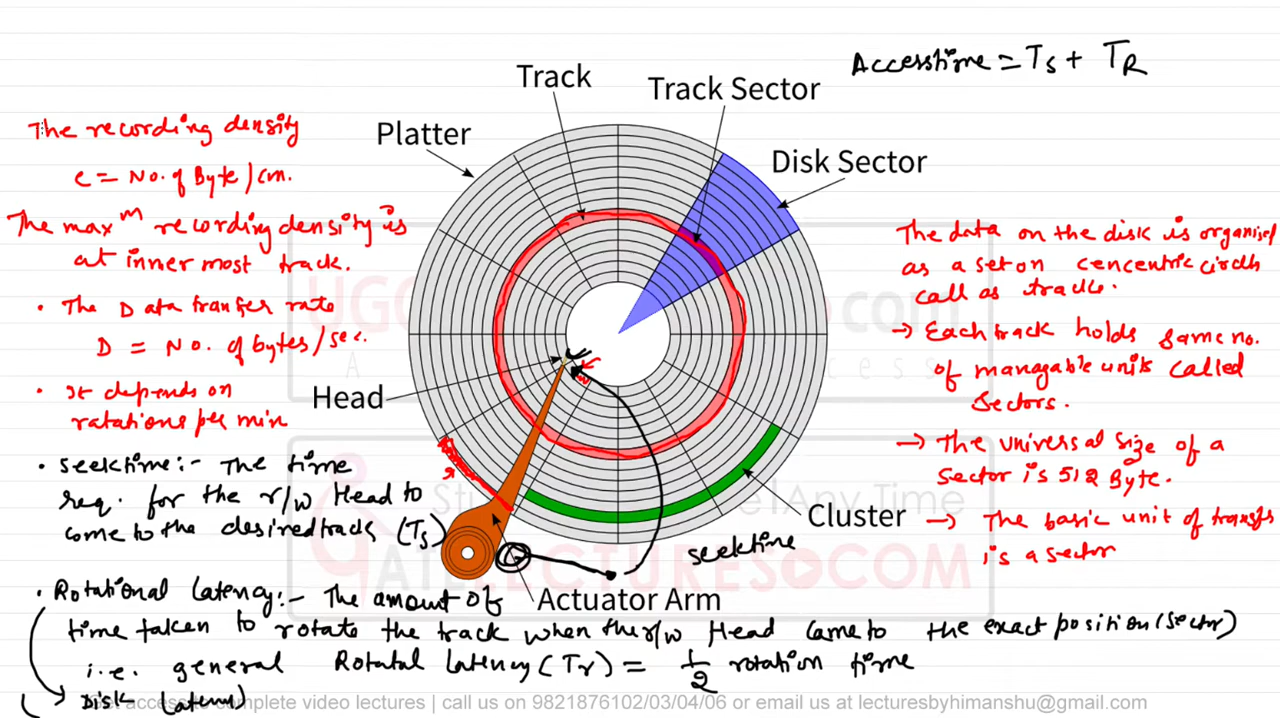 Accesstime = Ts + TR
Track
Track Sector
Platter
Disk Sector
Head
Cluster
Actuator Arm
seektime
The recording density
e = No. of Byte/cm.
The max^m recording density is
at inner most track.
• The Data tranfer rate
D = No. of bytes/sec.
• It depends on
ratations per min
• seektime:- The time
req. for the r/w Head to
come to the desired track (Ts)
The data on the disk is organised
as a set on cencentric circls
call as tracks.
→ Each track holds same no.
of managable units called
Sectors.
→ The universal size of a
Sector is 512 Byte.
→ The basic unit of transfs
is a sector
• Rotational Latency:- The amount of
time taken to rotate the track when the r/w Head came to the exact position (sector)
i.e. general Rotatal Latency (Tr) = 1/2 rotation time
Disk Latency
access to complete video lectures | call us on 9821876102/03/04/06 or email us at lecturesbyhimanshu@gmail.com